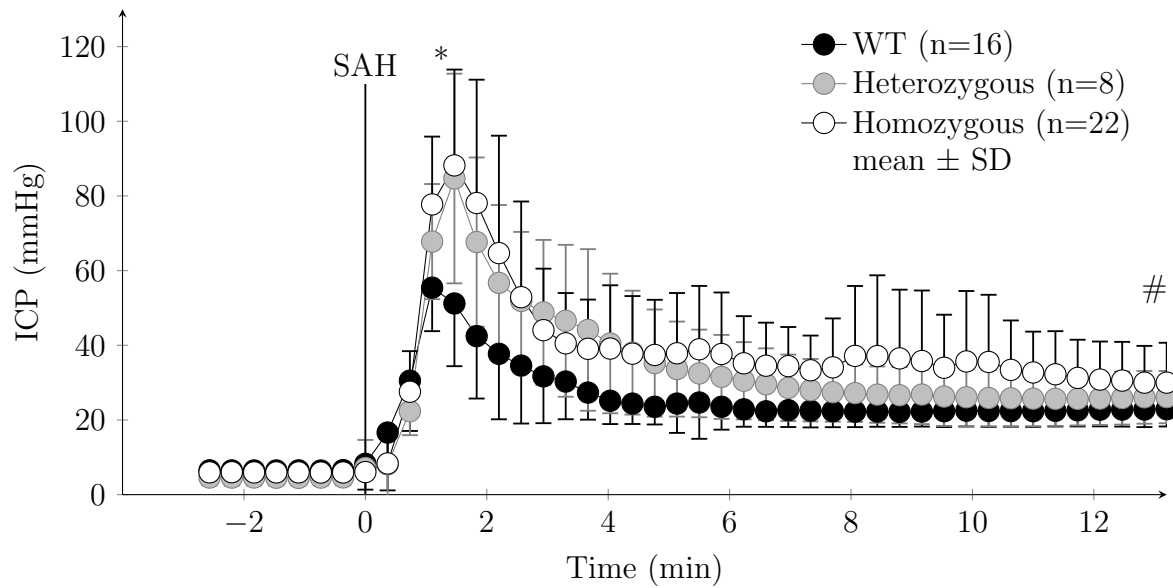 120
100
80
60
40
20
0
ICP (mmHg)
SAH
*
WT (n=16)
Heterozygous (n=8)
Homozygous (n=22)
mean ± SD
#
−2 0 2 4 6 8 10 12
Time (min)